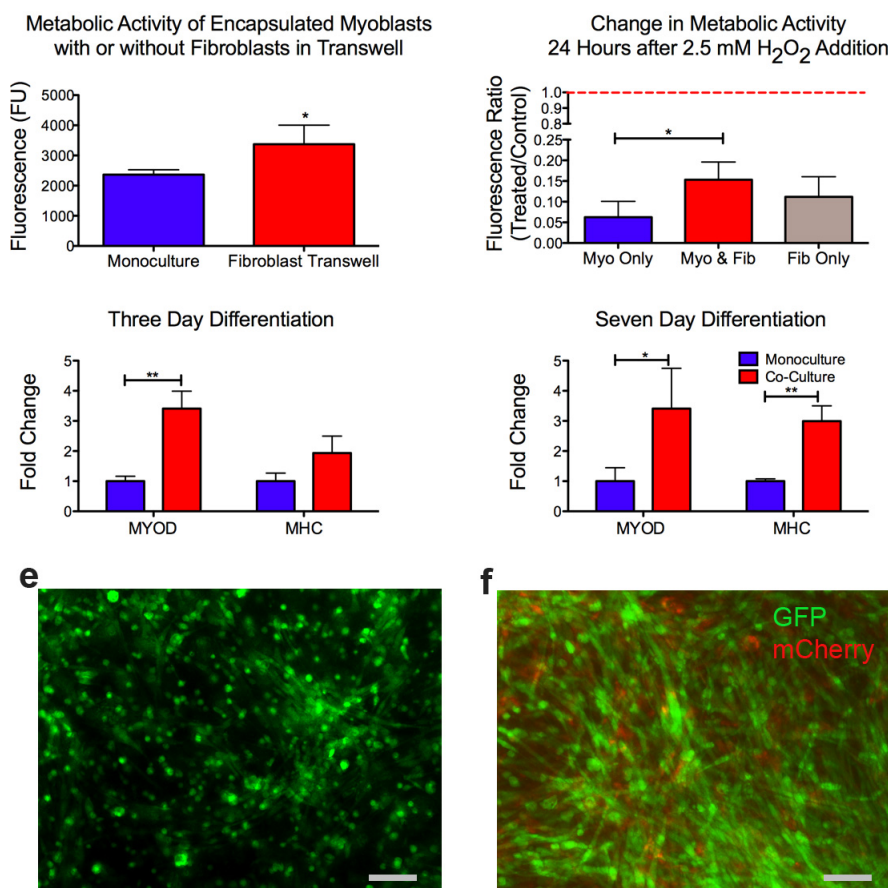 Metabolic Activity of Encapsulated Myoblasts
with or without Fibroblasts in Transwell
Fluorescence (FU)
5000
4000
3000
2000
1000
0
*
Monoculture
Fibroblast Transwell
Change in Metabolic Activity
24 Hours after 2.5 mM H2O2 Addition
Fluorescence Ratio
(Treated/Control)
1.0
0.9
0.8
0.25
0.20
0.15
0.10
0.05
0.00
*
Myo Only
Myo & Fib
Fib Only
Three Day Differentiation
Fold Change
5
4
3
2
1
0
**
MYOD
MHC
Seven Day Differentiation
Fold Change
5
4
3
2
1
0
*
**
Monoculture
Co-Culture
MYOD
MHC
e
f
GFP
mCherry